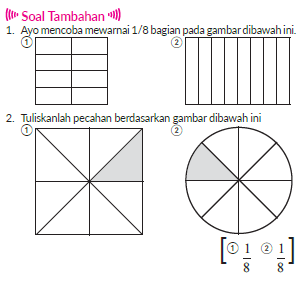 Soal Tambahan
1. Ayo mencoba mewarnai 1/8 bagian pada gambar dibawah ini.
① ②
2. Tuliskanlah pecahan berdasarkan gambar dibawah ini
① ②
[① 1/8 ② 1/8]